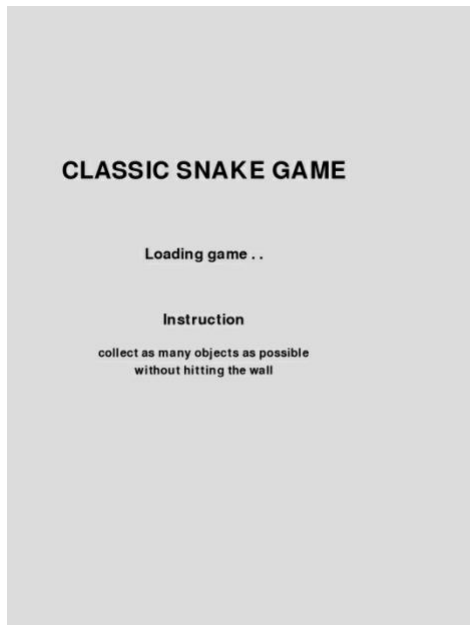 CLASSIC SNAKE GAME
Loading game . .
Instruction
collect as many objects as possible
without hitting the wall